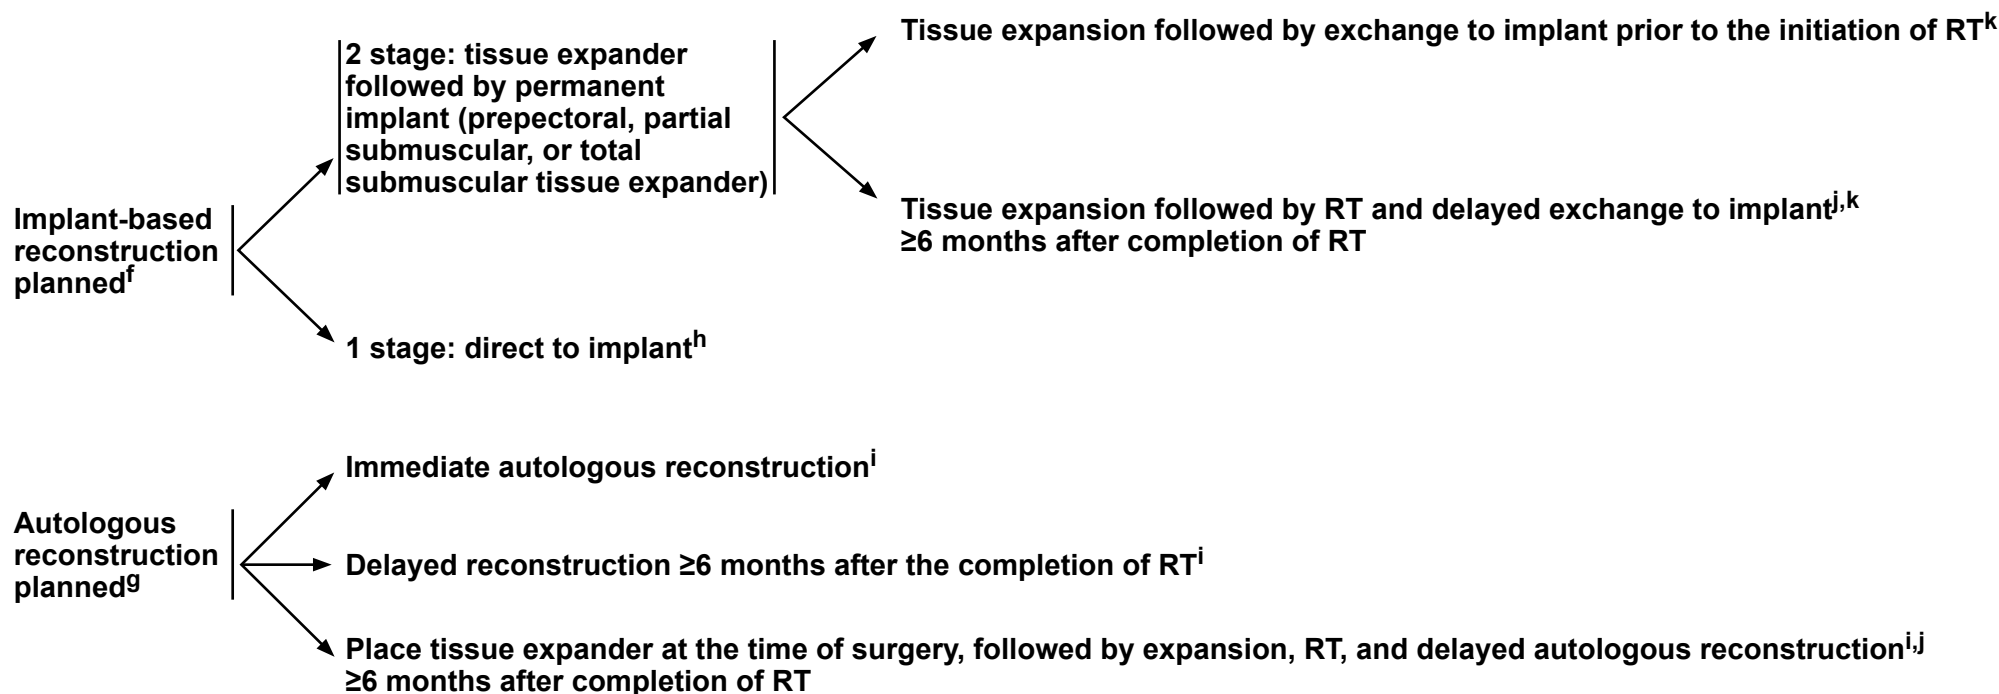 Implant-based
reconstruction
plannedf
2 stage: tissue expander
followed by permanent
implant (prepectoral, partial
submuscular, or total
submuscular tissue expander)
Tissue expansion followed by exchange to implant prior to the initiation of RTk
Tissue expansion followed by RT and delayed exchange to implantj,k
≥6 months after completion of RT
1 stage: direct to implanth
Autologous
reconstruction
plannedg
Immediate autologous reconstructioni
Delayed reconstruction ≥6 months after the completion of RTi
Place tissue expander at the time of surgery, followed by expansion, RT, and delayed autologous reconstructioni,j
≥6 months after completion of RT